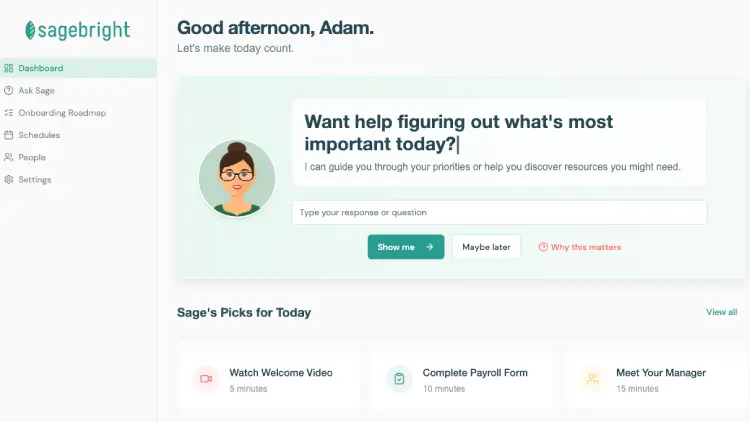 sagebright
Dashboard
Ask Sage
Onboarding Roadmap
Schedules
People
Settings
Good afternoon, Adam.
Let's make today count.
Want help figuring out what's most
important today?
I can guide you through your priorities or help you discover resources you might need.
Type your response or question
Show me
Maybe later
Why this matters
Sage's Picks for Today
View all
Watch Welcome Video
5 minutes
Complete Payroll Form
10 minutes
Meet Your Manager
15 minutes